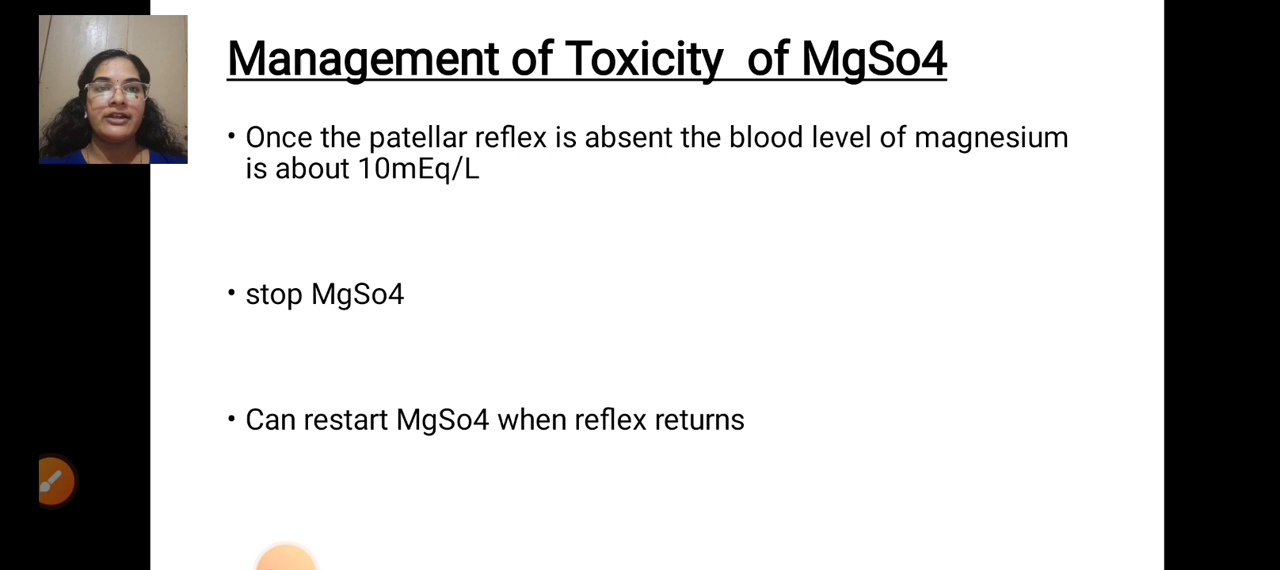 Management of Toxicity of MgSo4
• Once the patellar reflex is absent the blood level of magnesium
is about 10mEq/L
• stop MgSo4
• Can restart MgSo4 when reflex returns